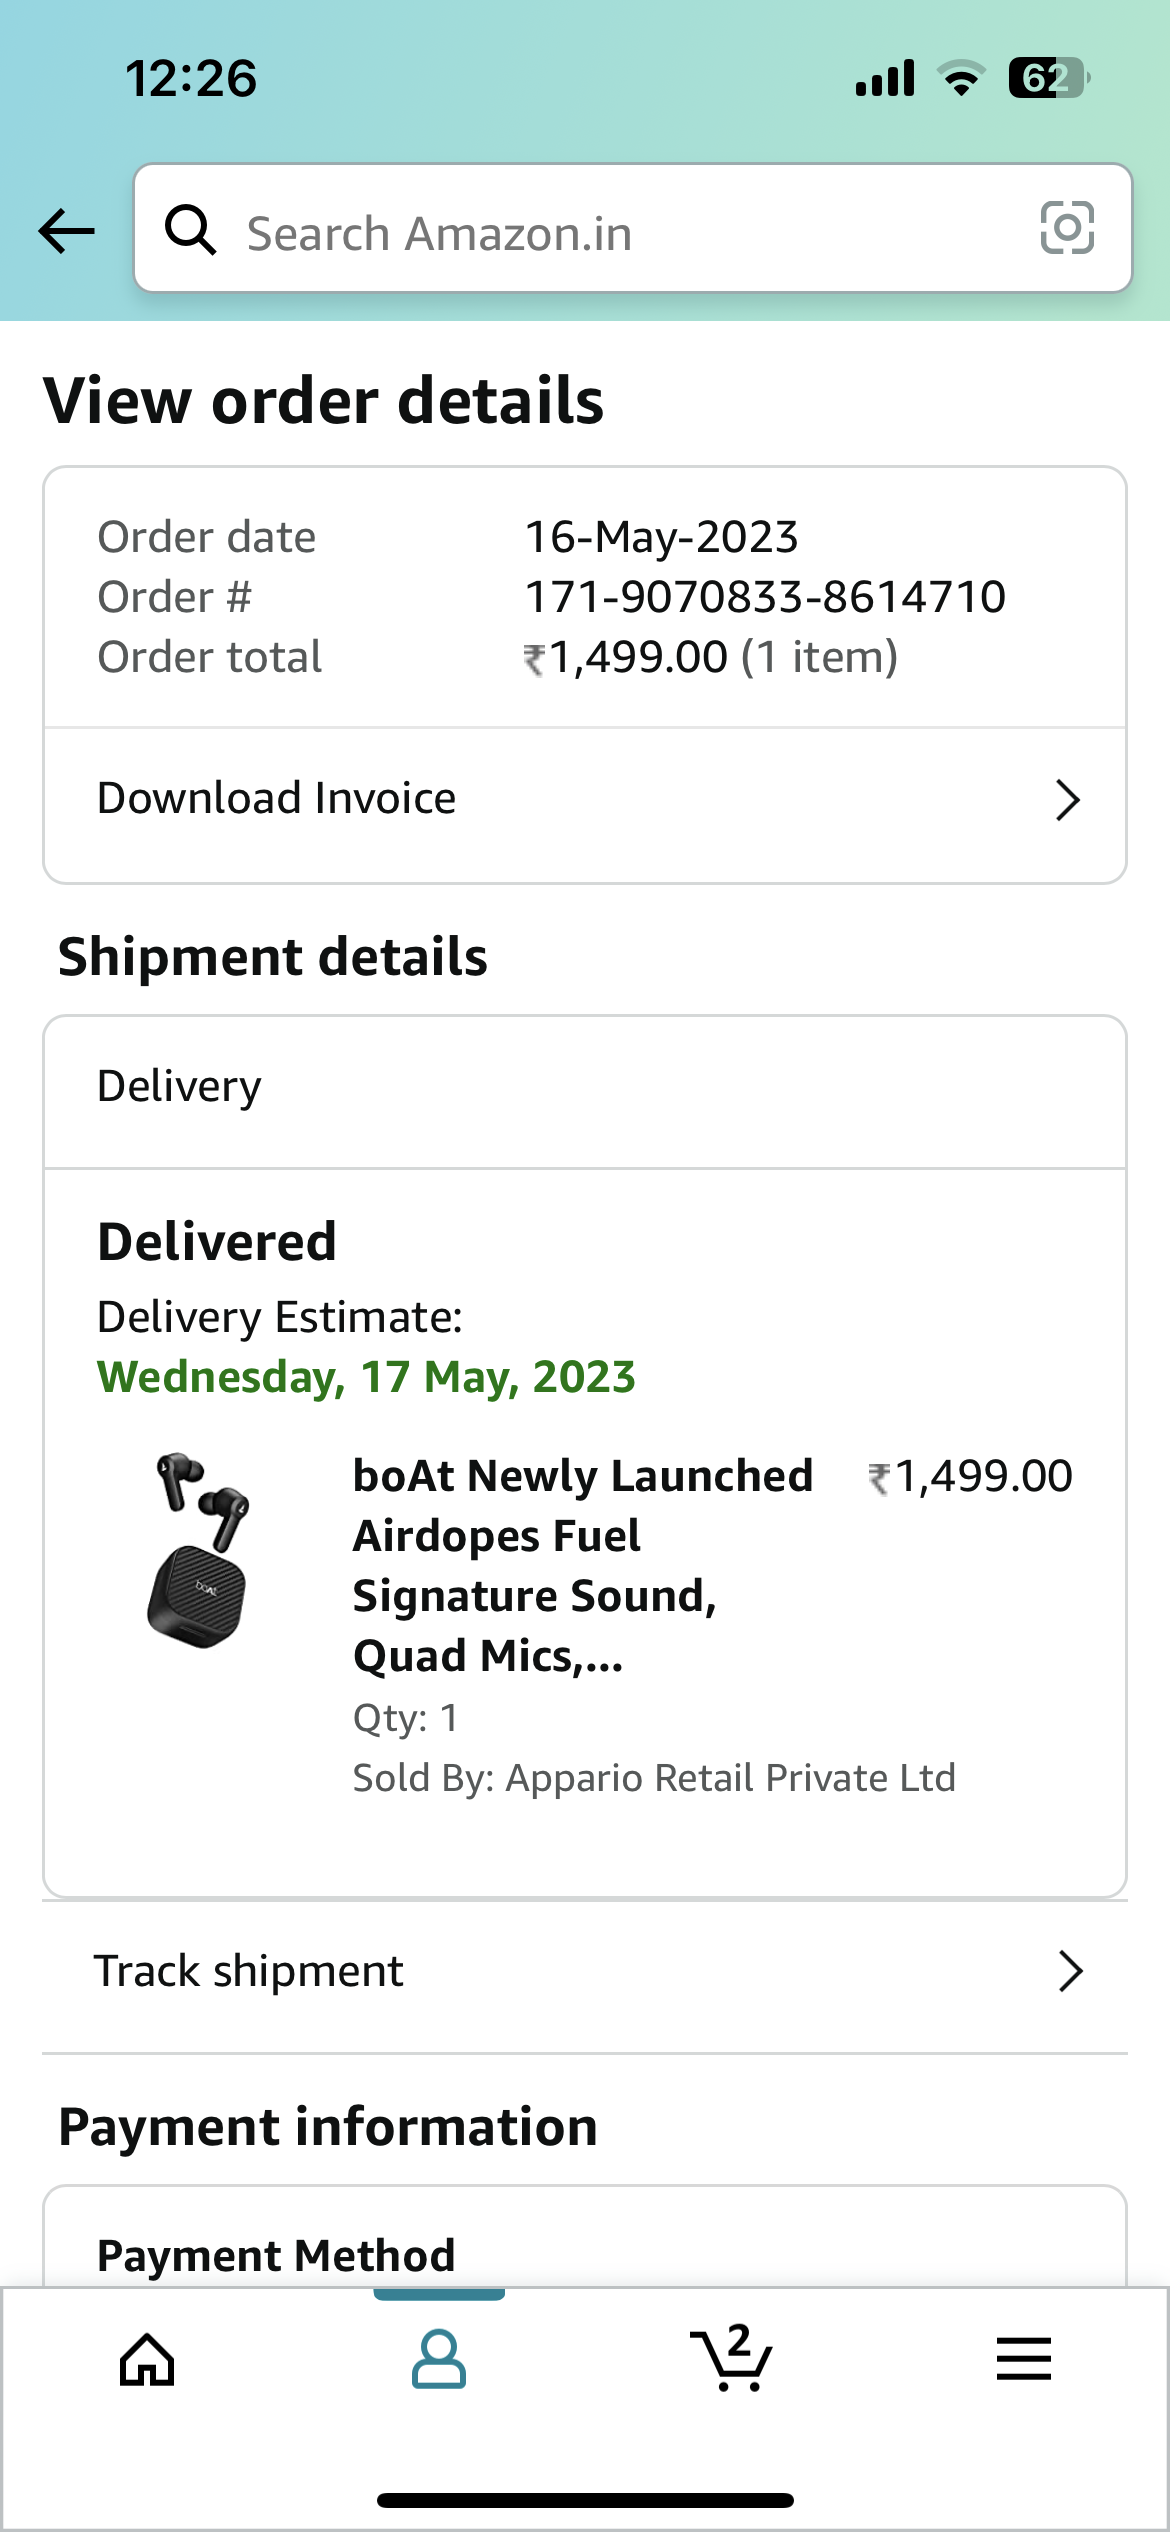 12:26
62
Search Amazon.in
View order details
Order date 16-May-2023
Order # 171-9070833-8614710
Order total ₹1,499.00 (1 item)
Download Invoice
Shipment details
Delivery
Delivered
Delivery Estimate:
Wednesday, 17 May, 2023
boAt Newly Launched ₹1,499.00
Airdopes Fuel
Signature Sound,
Quad Mics,...
Qty: 1
Sold By: Appario Retail Private Ltd
boAt
Track shipment
Payment information
Payment Method
2